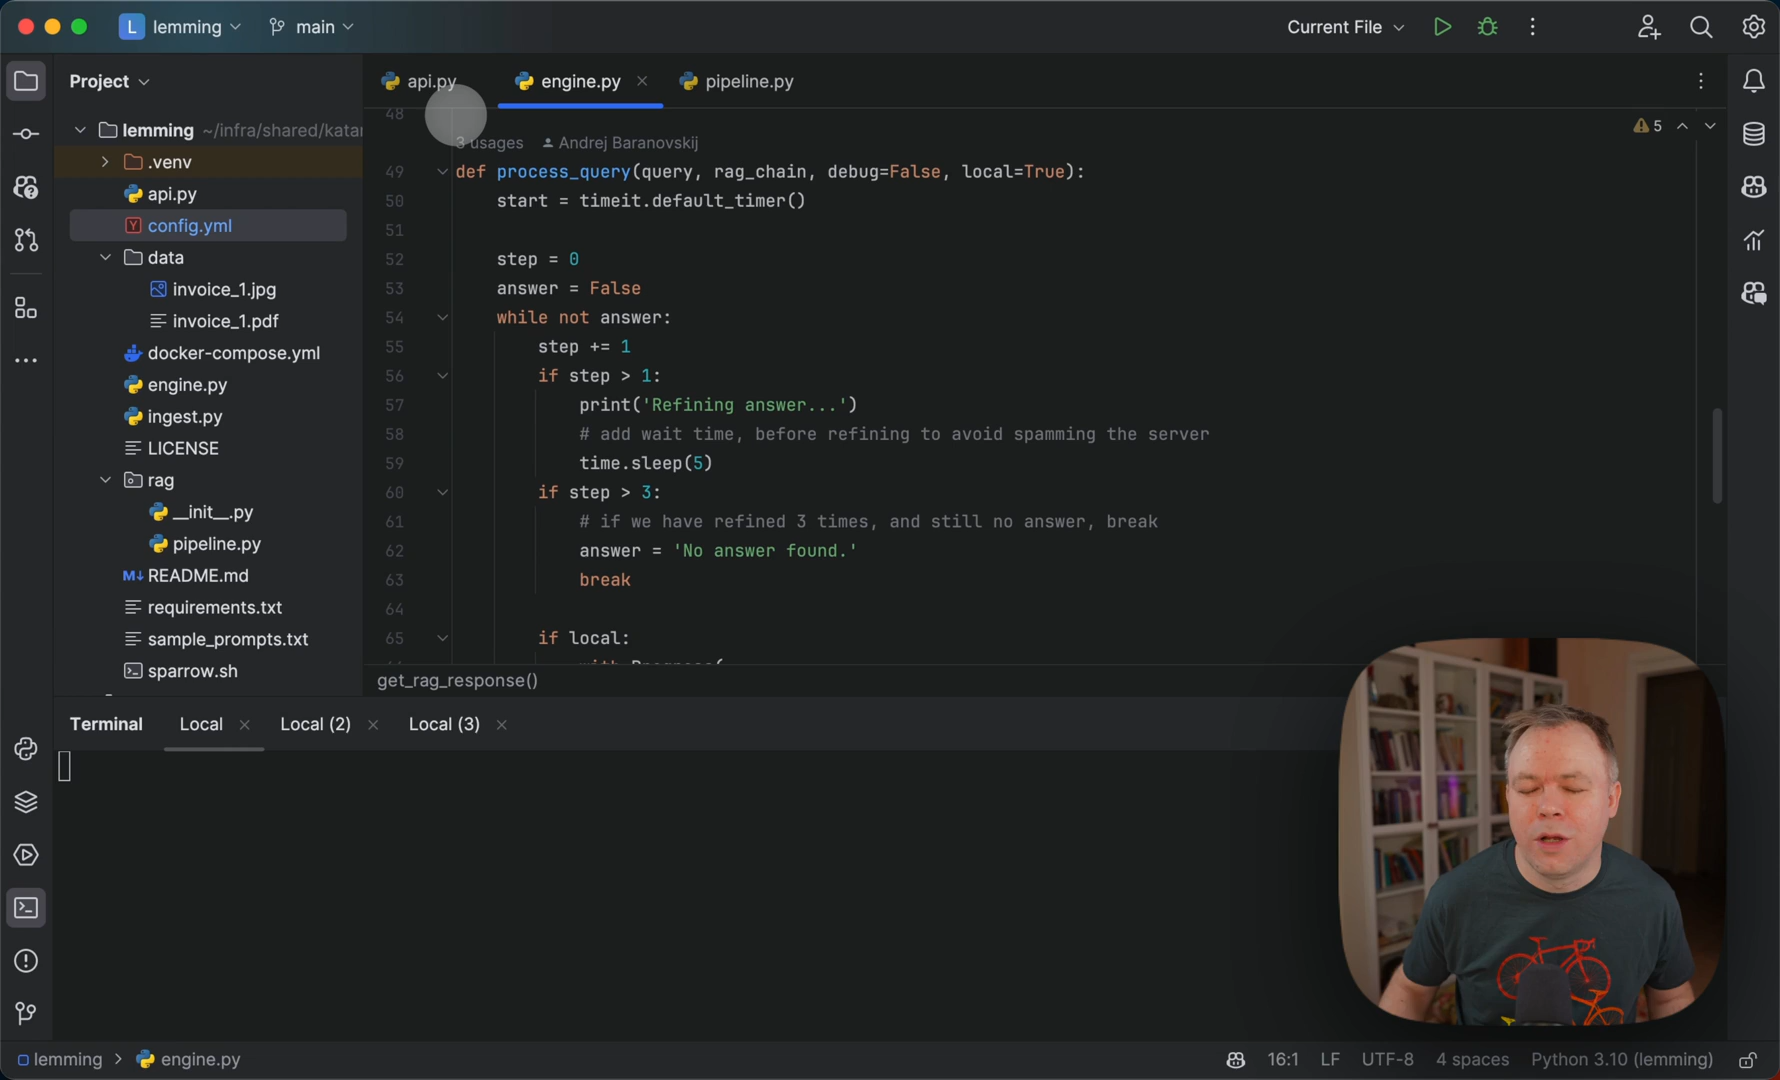 L lemming main
Current File
Project
api.py
engine.py
pipeline.py
lemming ~/infra/shared/katar
.venv
api.py
config.yml
data
invoice_1.jpg
invoice_1.pdf
docker-compose.yml
engine.py
ingest.py
LICENSE
rag
__init__.py
pipeline.py
README.md
requirements.txt
sample_prompts.txt
sparrow.sh
48
3 usages Andrej Baranovskij
5
49 def process_query(query, rag_chain, debug=False, local=True):
50 start = timeit.default_timer()
51
52 step = 0
53 answer = False
54 while not answer:
55 step += 1
56 if step > 1:
57 print('Refining answer...')
58 # add wait time, before refining to avoid spamming the server
59 time.sleep(5)
60 if step > 3:
61 # if we have refined 3 times, and still no answer, break
62 answer = 'No answer found.'
63 break
64
65 if local:
get_rag_response()
Terminal Local Local (2) Local (3)
lemming > engine.py
16:1 LF UTF-8 4 spaces Python 3.10 (lemming)